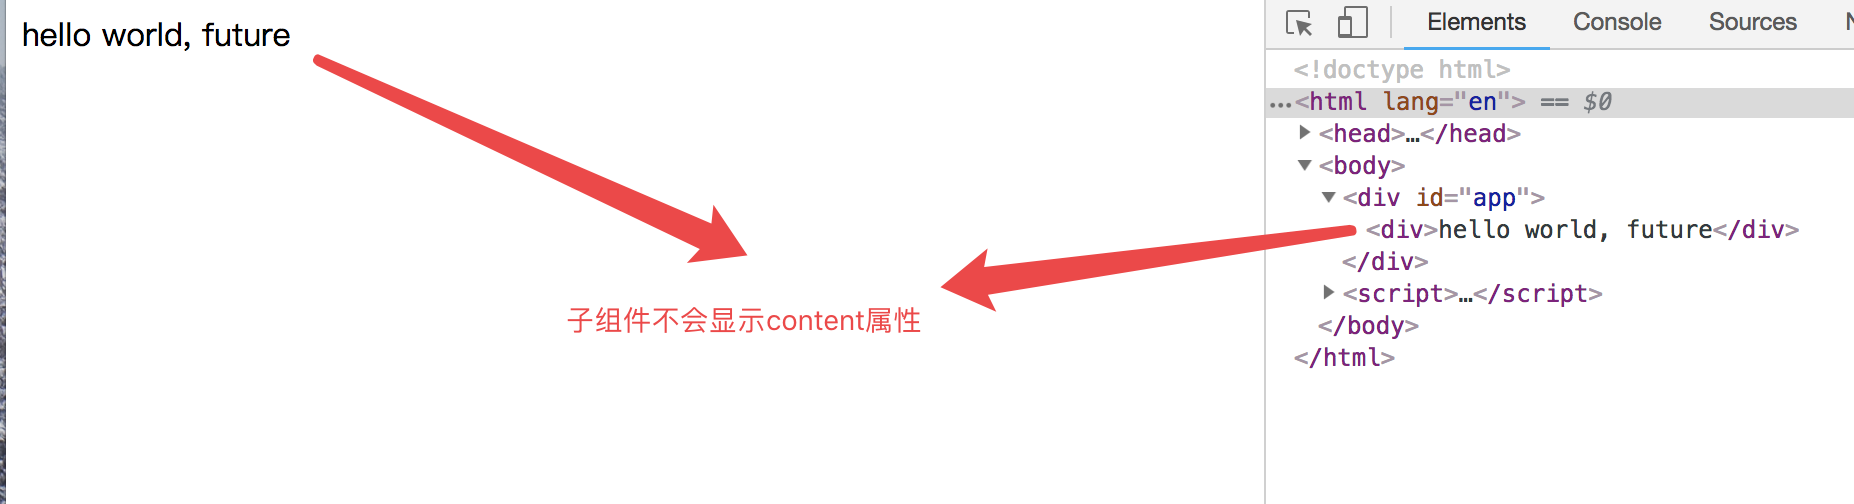 hello world, future
子组件不会显示content属性
Elements Console Sources
<!doctype html>
…<html lang="en"> == $0
<head>…</head>
<body>
<div id="app">
<div>hello world, future</div>
</div>
<script>…</script>
</body>
</html>